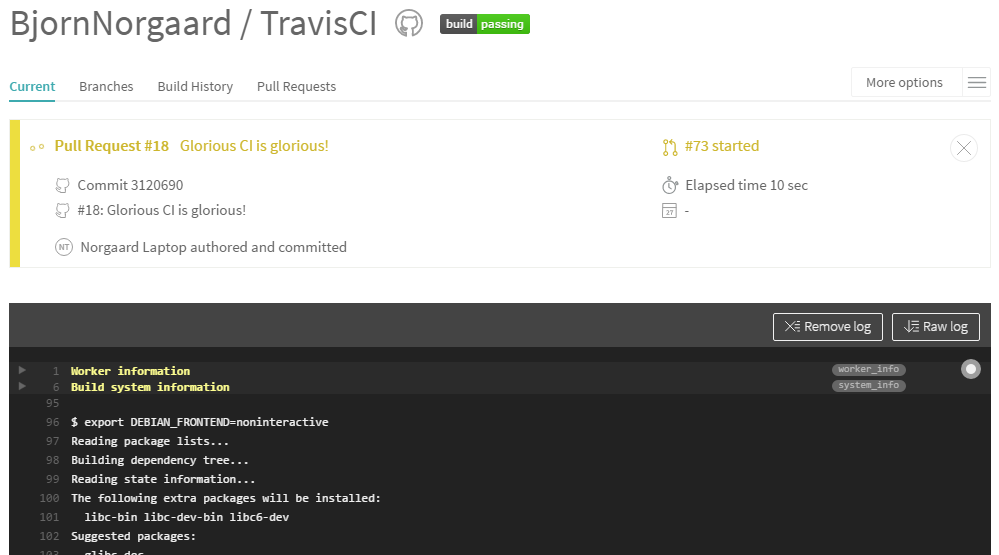 BjornNorgaard / TravisCI build passing
Current Branches Build History Pull Requests More options
Pull Request #18 Glorious CI is glorious! #73 started
Commit 3120690 Elapsed time 10 sec
#18: Glorious CI is glorious! 27 -
NT Norgaard Laptop authored and committed
Remove log Raw log
1 Worker information worker_info
6 Build system information system_info
95
96 $ export DEBIAN_FRONTEND=noninteractive
97 Reading package lists...
98 Building dependency tree...
99 Reading state information...
100 The following extra packages will be installed:
101 libc-bin libc-dev-bin libc6-dev
102 Suggested packages:
103 glibc-doc